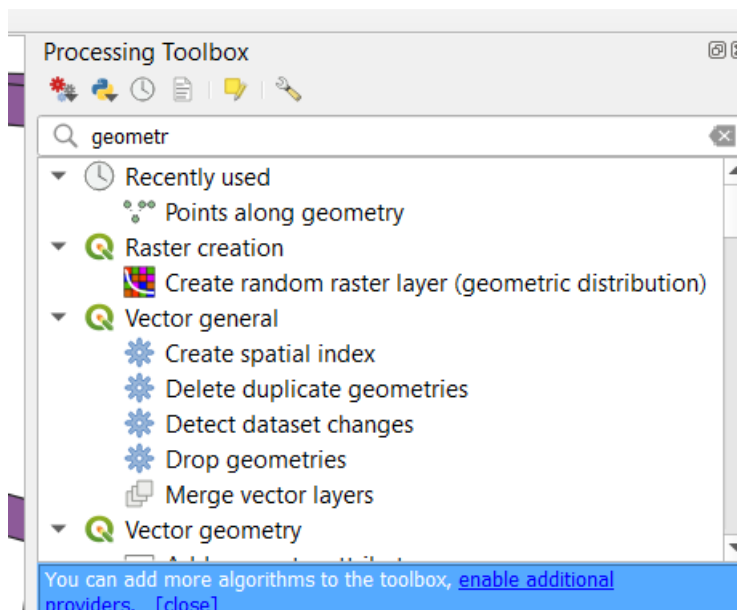 Processing Toolbox
geometr
Recently used
Points along geometry
Raster creation
Create random raster layer (geometric distribution)
Vector general
Create spatial index
Delete duplicate geometries
Detect dataset changes
Drop geometries
Merge vector layers
Vector geometry
You can add more algorithms to the toolbox, enable additional
providers. [close]